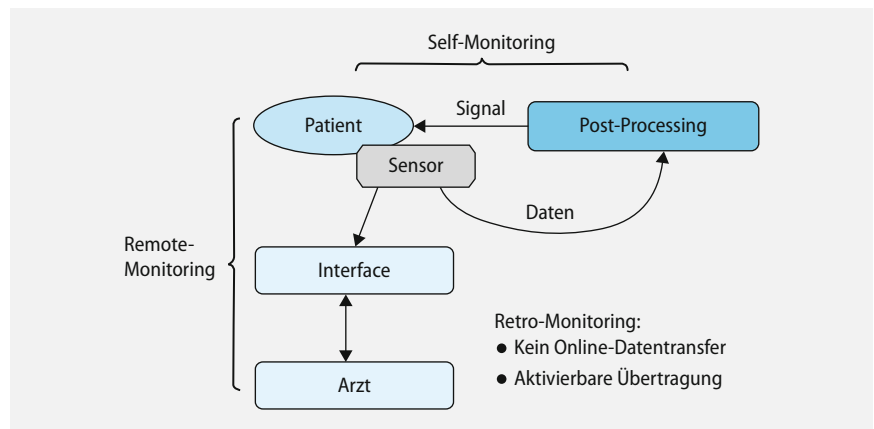 Self-Monitoring
Signal
Patient
Post-Processing
Sensor
Daten
Remote-
Monitoring
Interface
Retro-Monitoring:
● Kein Online-Datentransfer
● Aktivierbare Übertragung
Arzt